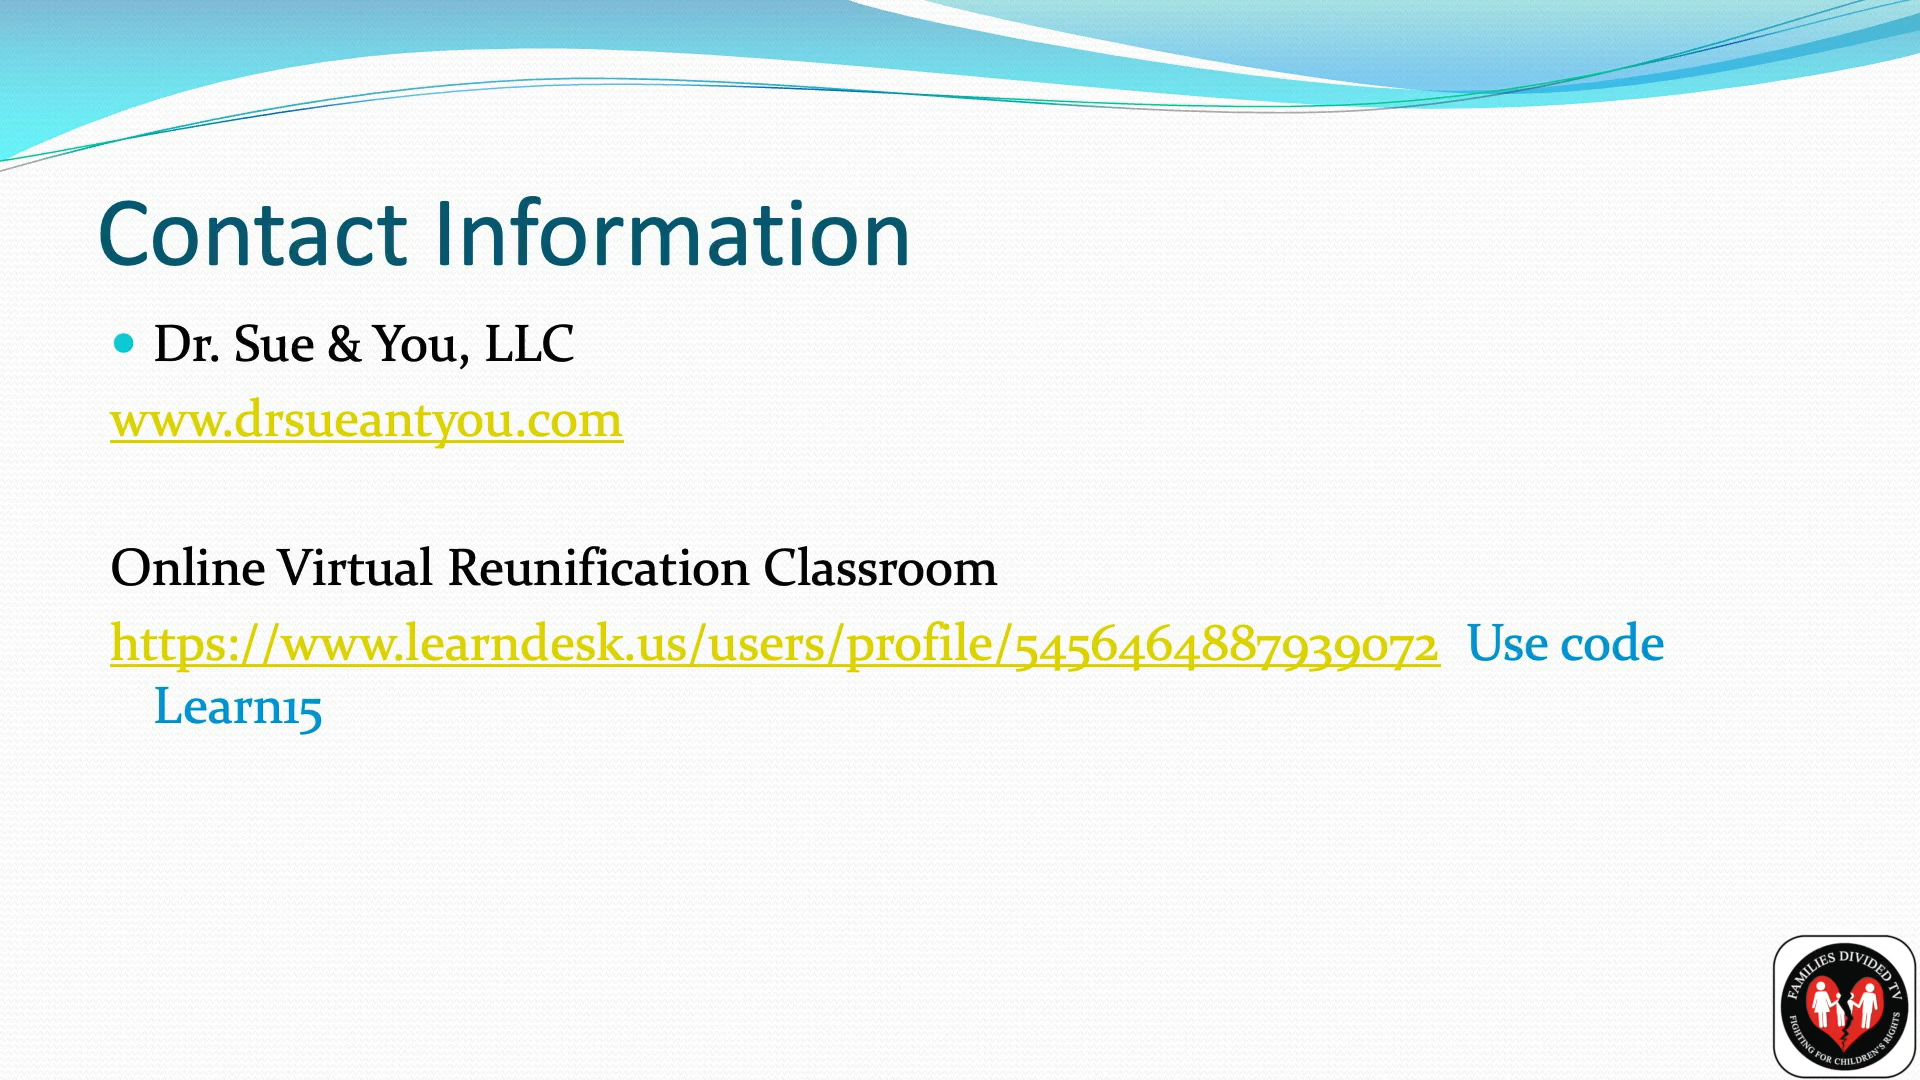 Contact Information
Dr. Sue & You, LLC
www.drsueantyou.com
Online Virtual Reunification Classroom
https://www.learndesk.us/users/profile/5456464887939072 Use code
Learn15
FAMILIES DIVIDED TV
FIGHTING FOR CHILDREN'S RIGHTS